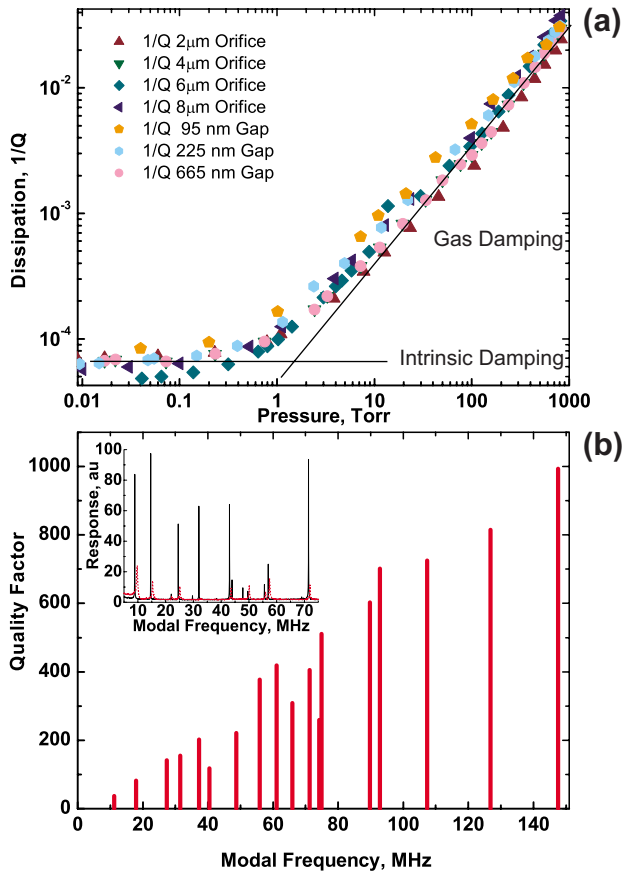 (a)
Dissipation, 1/Q
10⁻²
10⁻³
10⁻⁴
1/Q 2μm Orifice
1/Q 4μm Orifice
1/Q 6μm Orifice
1/Q 8μm Orifice
1/Q 95 nm Gap
1/Q 225 nm Gap
1/Q 665 nm Gap
Gas Damping
Intrinsic Damping
0.01 0.1 1 10 100 1000
Pressure, Torr
(b)
Quality Factor
1000
800
600
400
200
0
Response, au
100
80
60
40
20
0
10 20 30 40 50 60 70
Modal Frequency, MHz
0 20 40 60 80 100 120 140
Modal Frequency, MHz